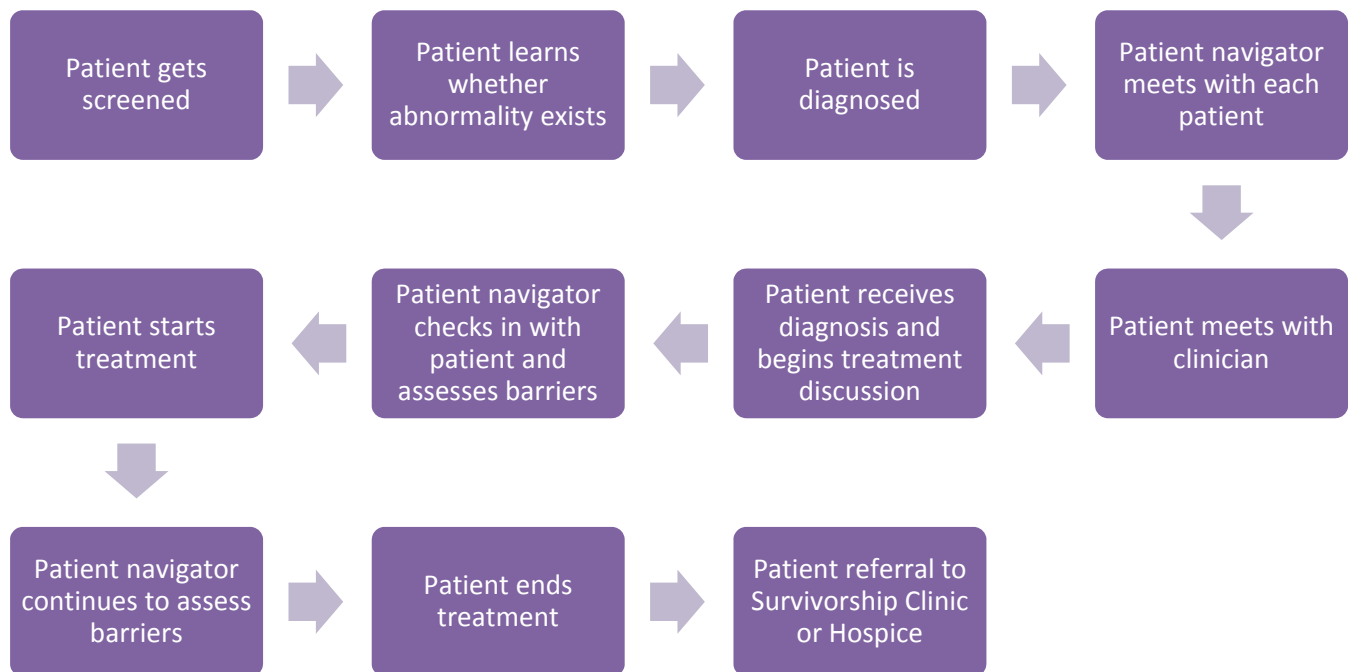 Patient gets
screened
Patient learns
whether
abnormality exists
Patient is
diagnosed
Patient navigator
meets with each
patient
Patient meets with
clinician
Patient receives
diagnosis and
begins treatment
discussion
Patient navigator
checks in with
patient and
assesses barriers
Patient starts
treatment
Patient navigator
continues to assess
barriers
Patient ends
treatment
Patient referral to
Survivorship Clinic
or Hospice